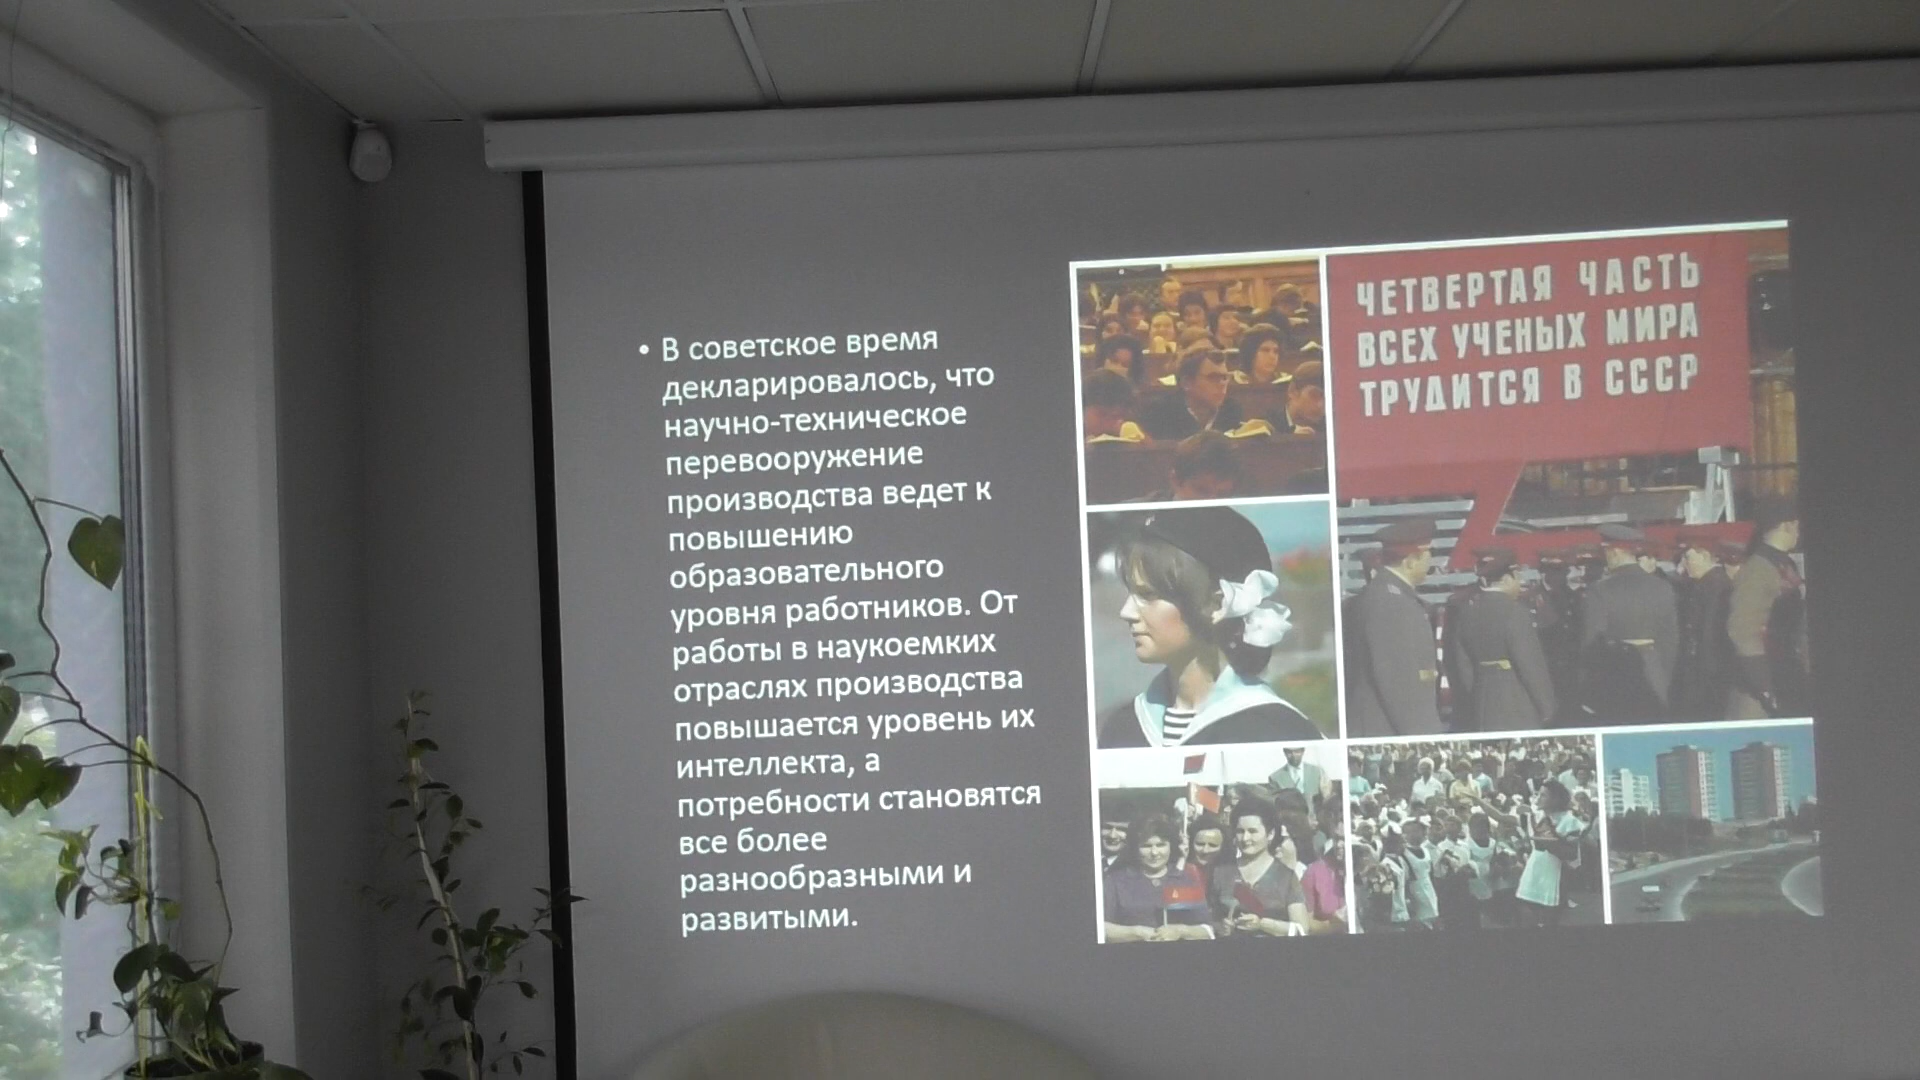 • В советское время
декларировалось, что
научно-техническое
перевооружение
производства ведет к
повышению
образовательного
уровня работников. От
работы в наукоемких
отраслях производства
повышается уровень их
интеллекта, а
потребности становятся
все более
разнообразными и
развитыми.
ЧЕТВЕРТАЯ ЧАСТЬ
ВСЕХ УЧЕНЫХ МИРА
ТРУДИТСЯ В СССР